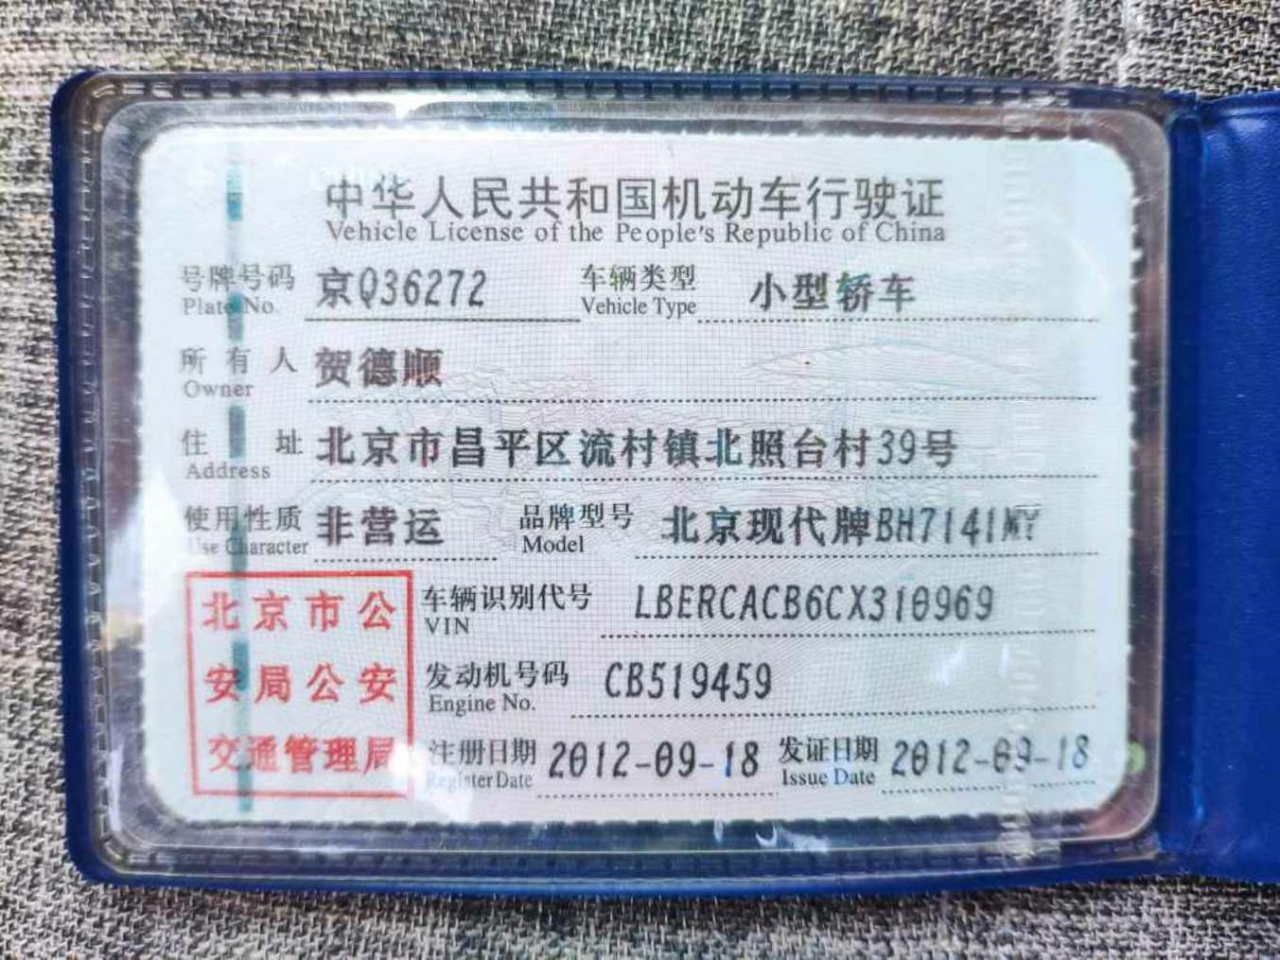 中华人民共和国机动车行驶证
Vehicle License of the People's Republic of China
号牌号码 京Q36272 车辆类型 小型轿车
Plate No. Vehicle Type
所有人 贺德顺
Owner
住址 北京市昌平区流村镇北照台村39号
Address
使用性质 非营运 品牌型号 北京现代牌BH7141MY
Use Character Model
北京市公
安局公安
交通管理局
车辆识别代号 LBERCACB6CX310969
VIN
发动机号码 CB519459
Engine No.
注册日期 2012-09-18 发证日期 2012-09-18
Register Date Issue Date